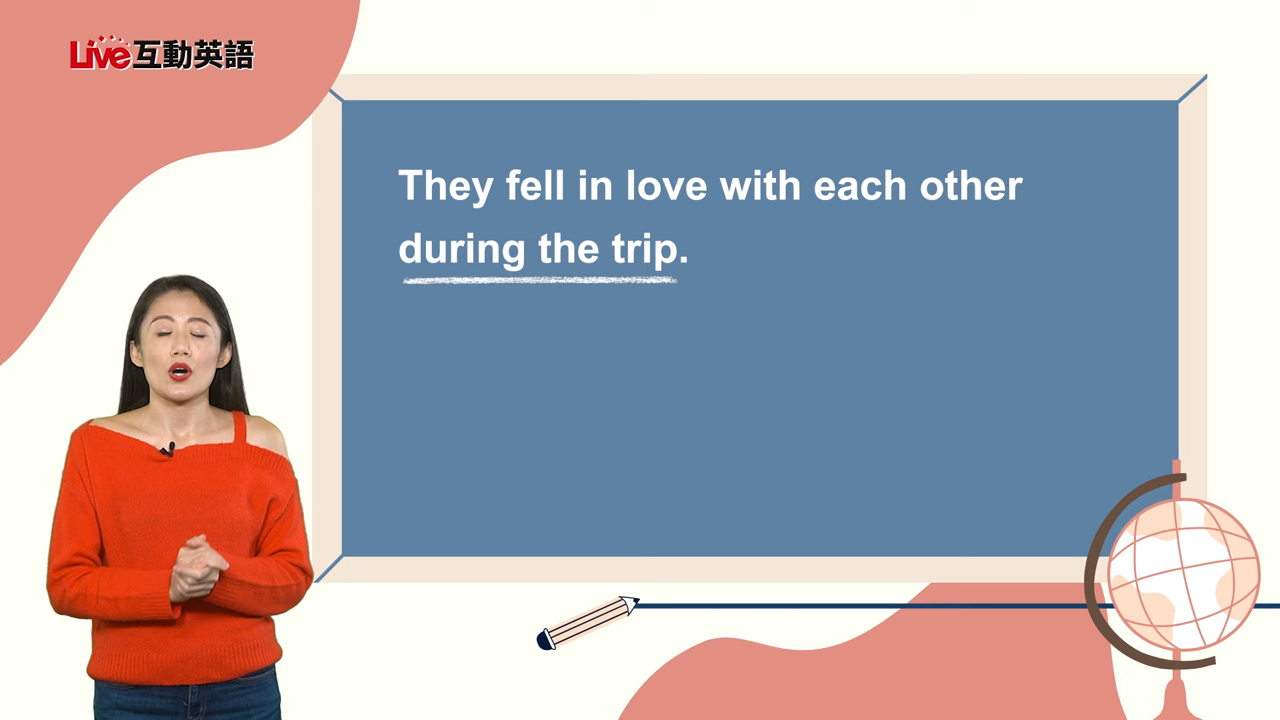 Live互動英語
They fell in love with each other
during the trip.